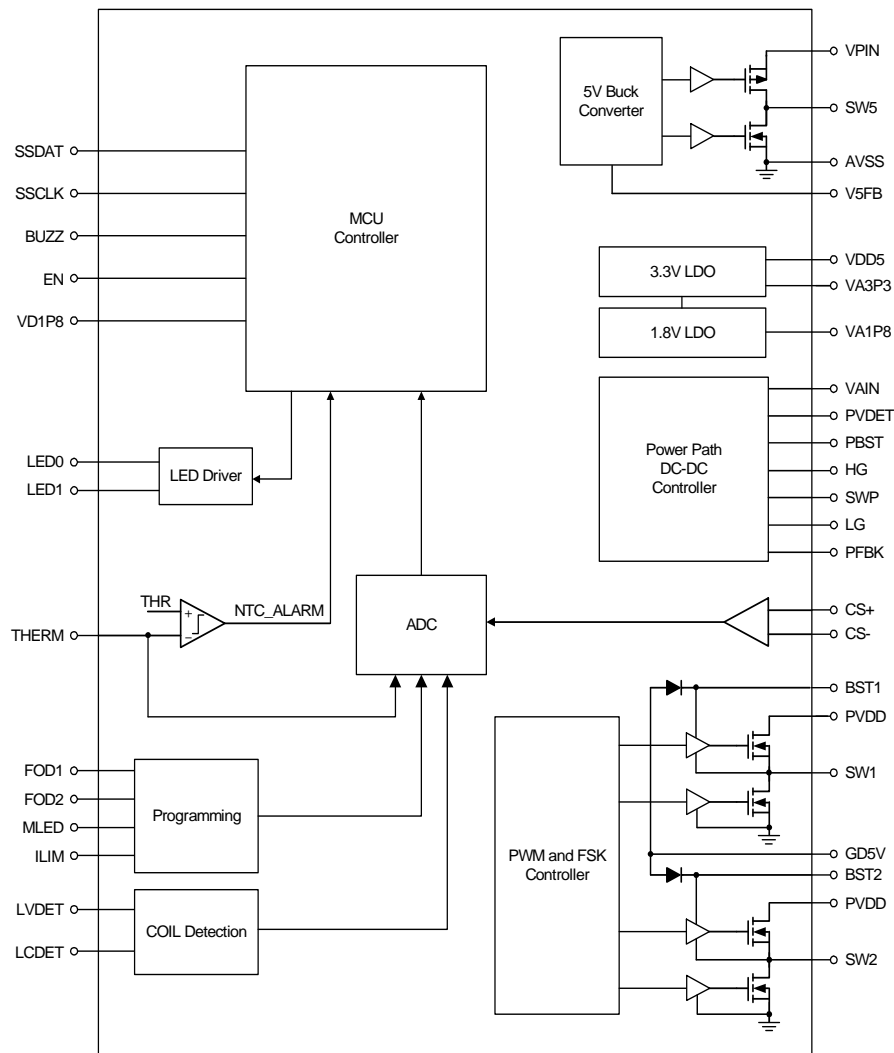 SSDAT
SSCLK
BUZZ
EN
VD1P8
MCU
Controller
5V Buck
Converter
VPIN
SW5
AVSS
V5FB
3.3V LDO
VDD5
VA3P3
1.8V LDO
VA1P8
Power Path
DC-DC
Controller
VAIN
PVDET
PBST
HG
SWP
LG
PFBK
LED0
LED1
LED Driver
THR
+
−
NTC_ALARM
THERM
ADC
CS+
CS-
FOD1
FOD2
MLED
ILIM
Programming
LVDET
LCDET
COIL Detection
PWM and FSK
Controller
BST1
PVDD
SW1
GD5V
BST2
PVDD
SW2